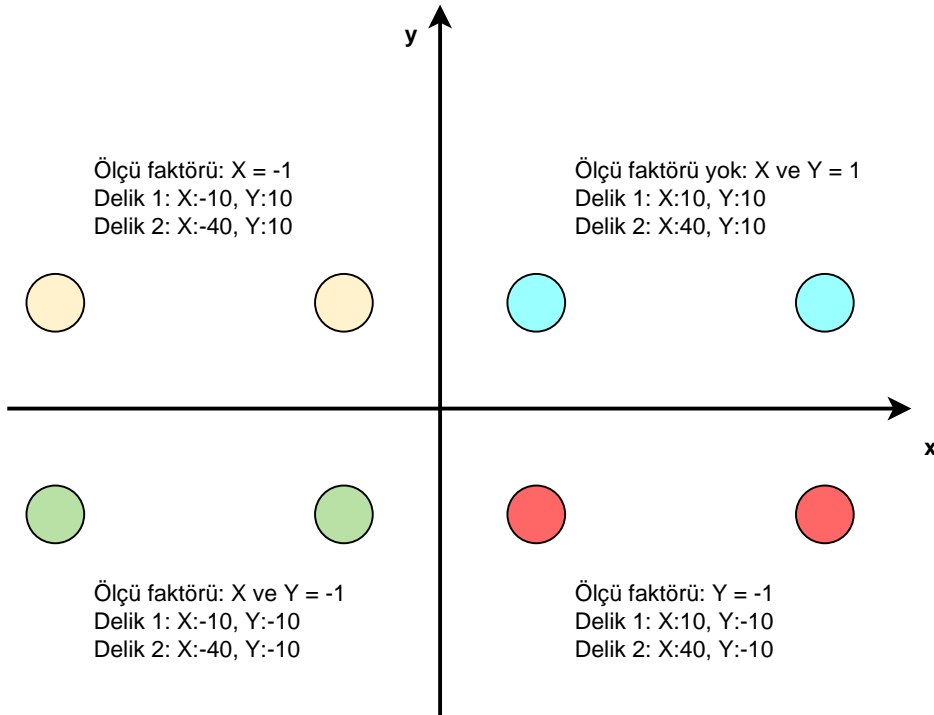 y
Ölçü faktörü: X = -1
Delik 1: X:-10, Y:10
Delik 2: X:-40, Y:10
Ölçü faktörü yok: X ve Y = 1
Delik 1: X:10, Y:10
Delik 2: X:40, Y:10
x
Ölçü faktörü: X ve Y = -1
Delik 1: X:-10, Y:-10
Delik 2: X:-40, Y:-10
Ölçü faktörü: Y = -1
Delik 1: X:10, Y:-10
Delik 2: X:40, Y:-10